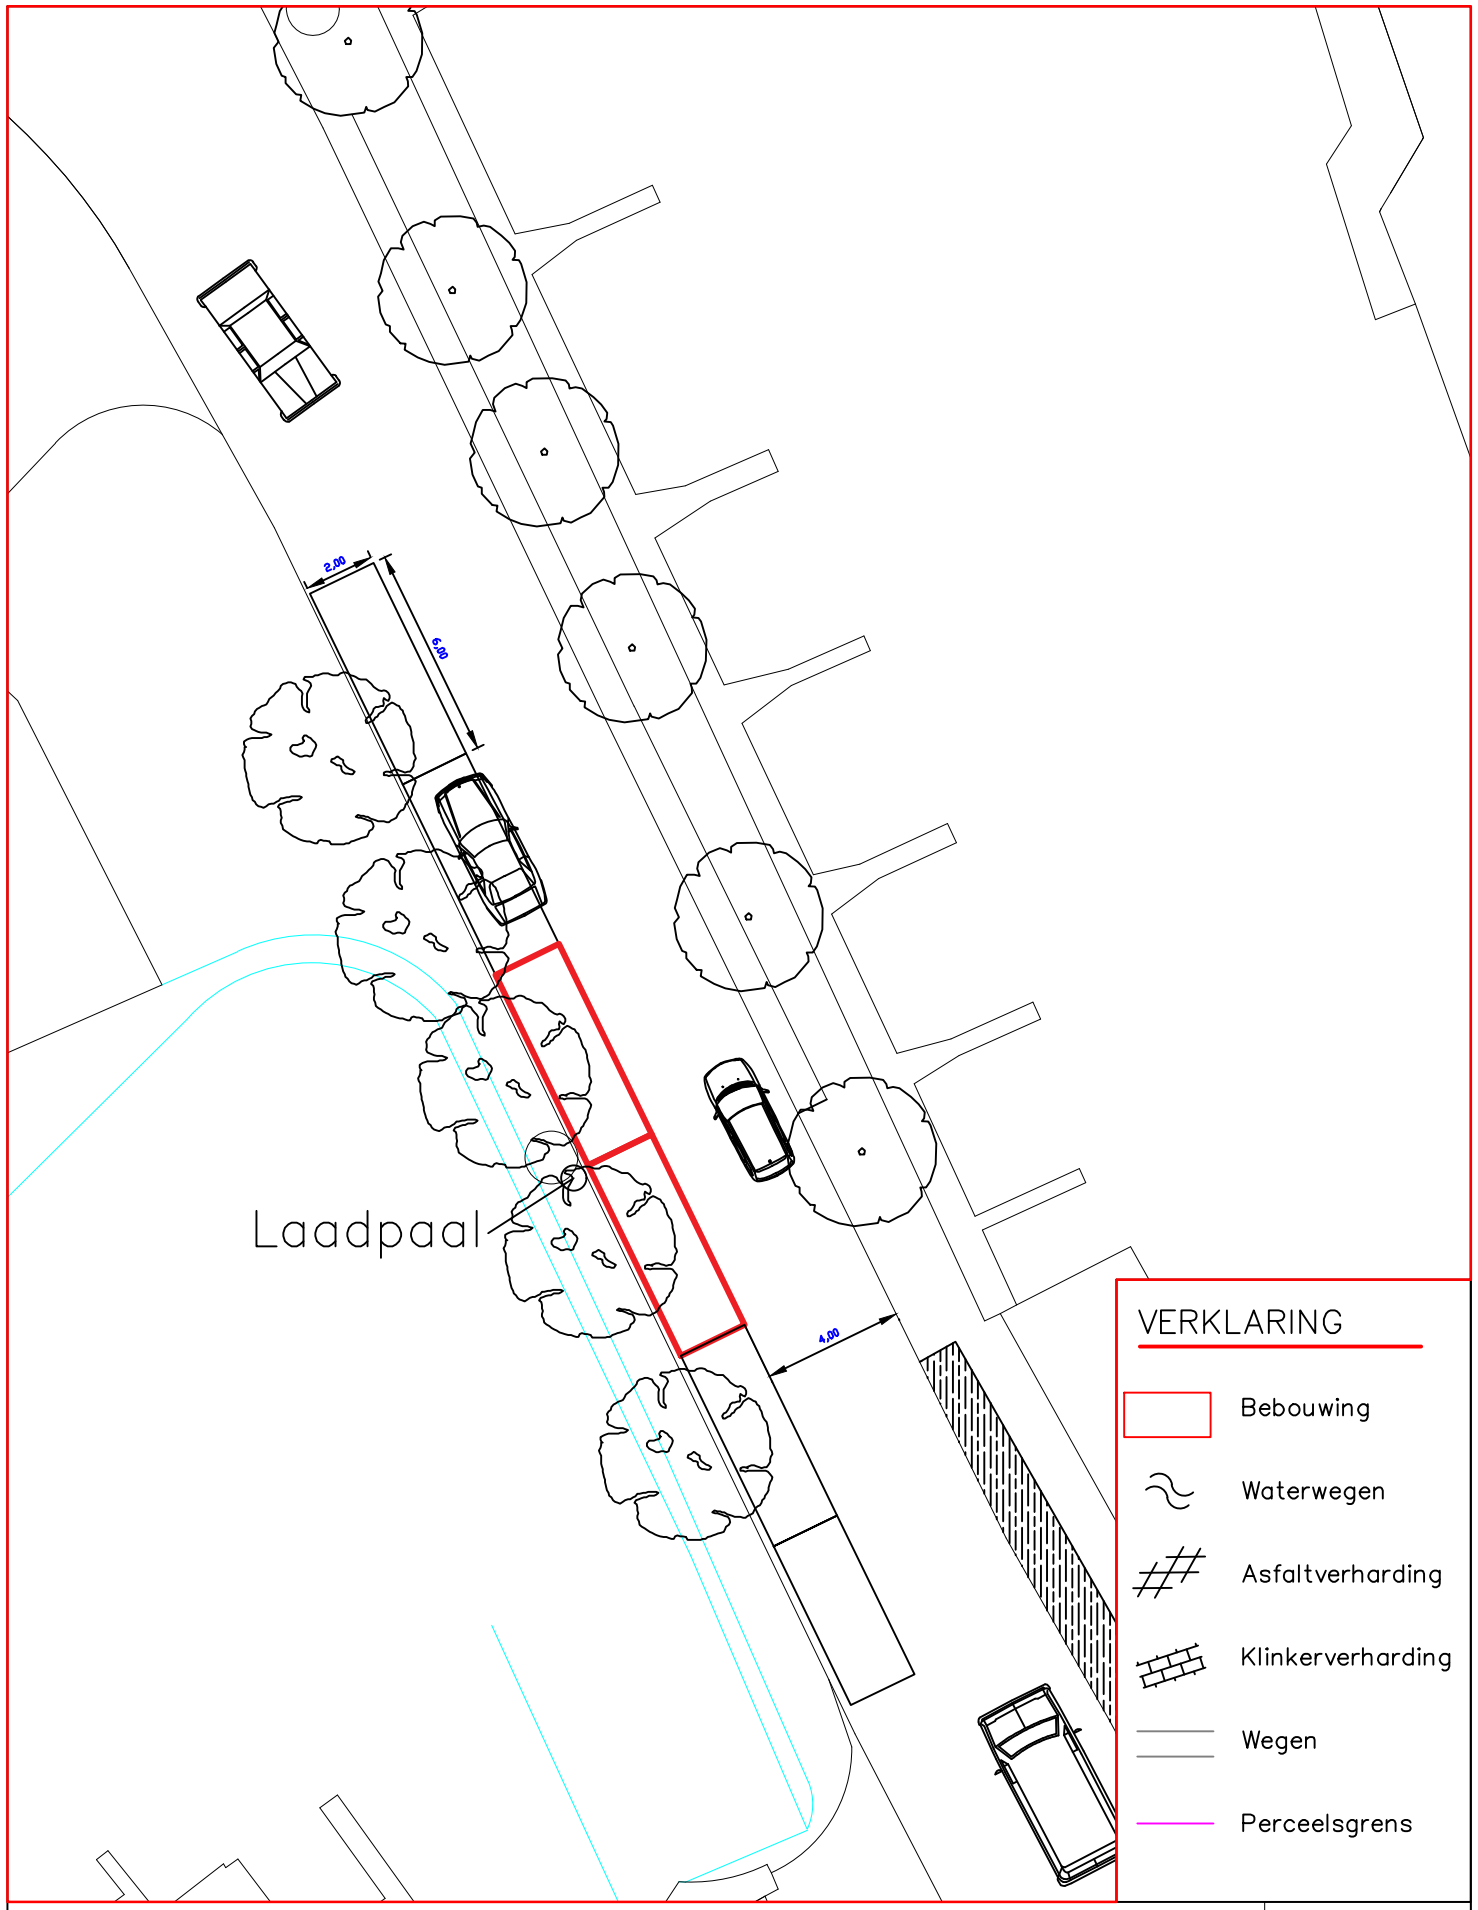 2,00
6,00
Laadpaal
4,00
VERKLARING
Bebouwing
Waterwegen
Asfaltverharding
Klinkerverharding
Wegen
Perceelsgrens